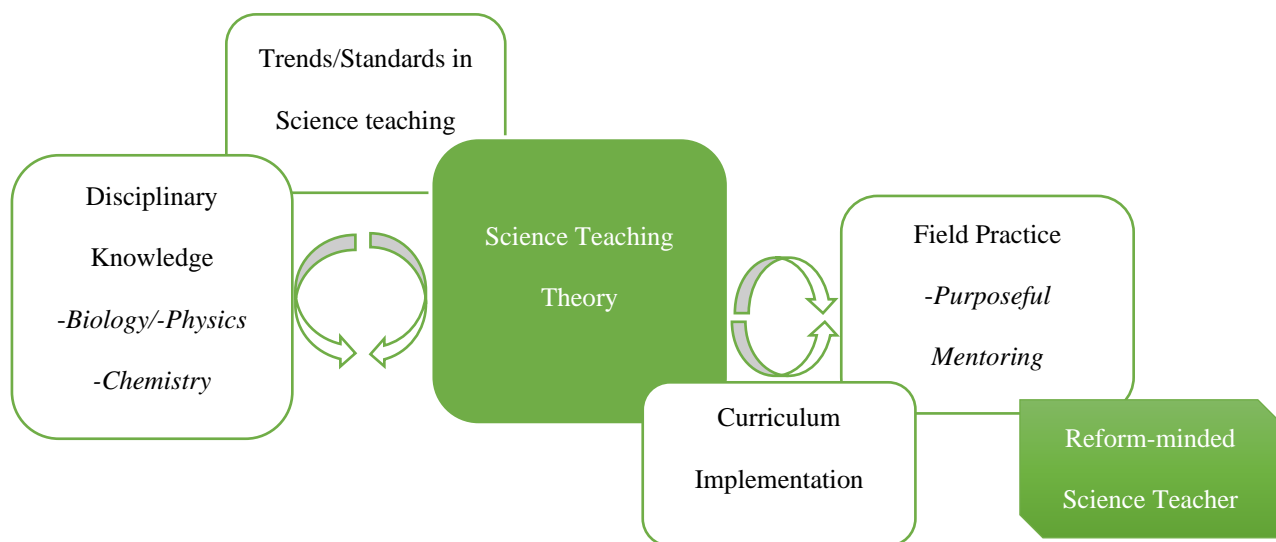 Trends/Standards in
Science teaching
Disciplinary
Knowledge
-Biology/-Physics
-Chemistry
Science Teaching
Theory
Field Practice
-Purposeful
Mentoring
Curriculum
Implementation
Reform-minded
Science Teacher